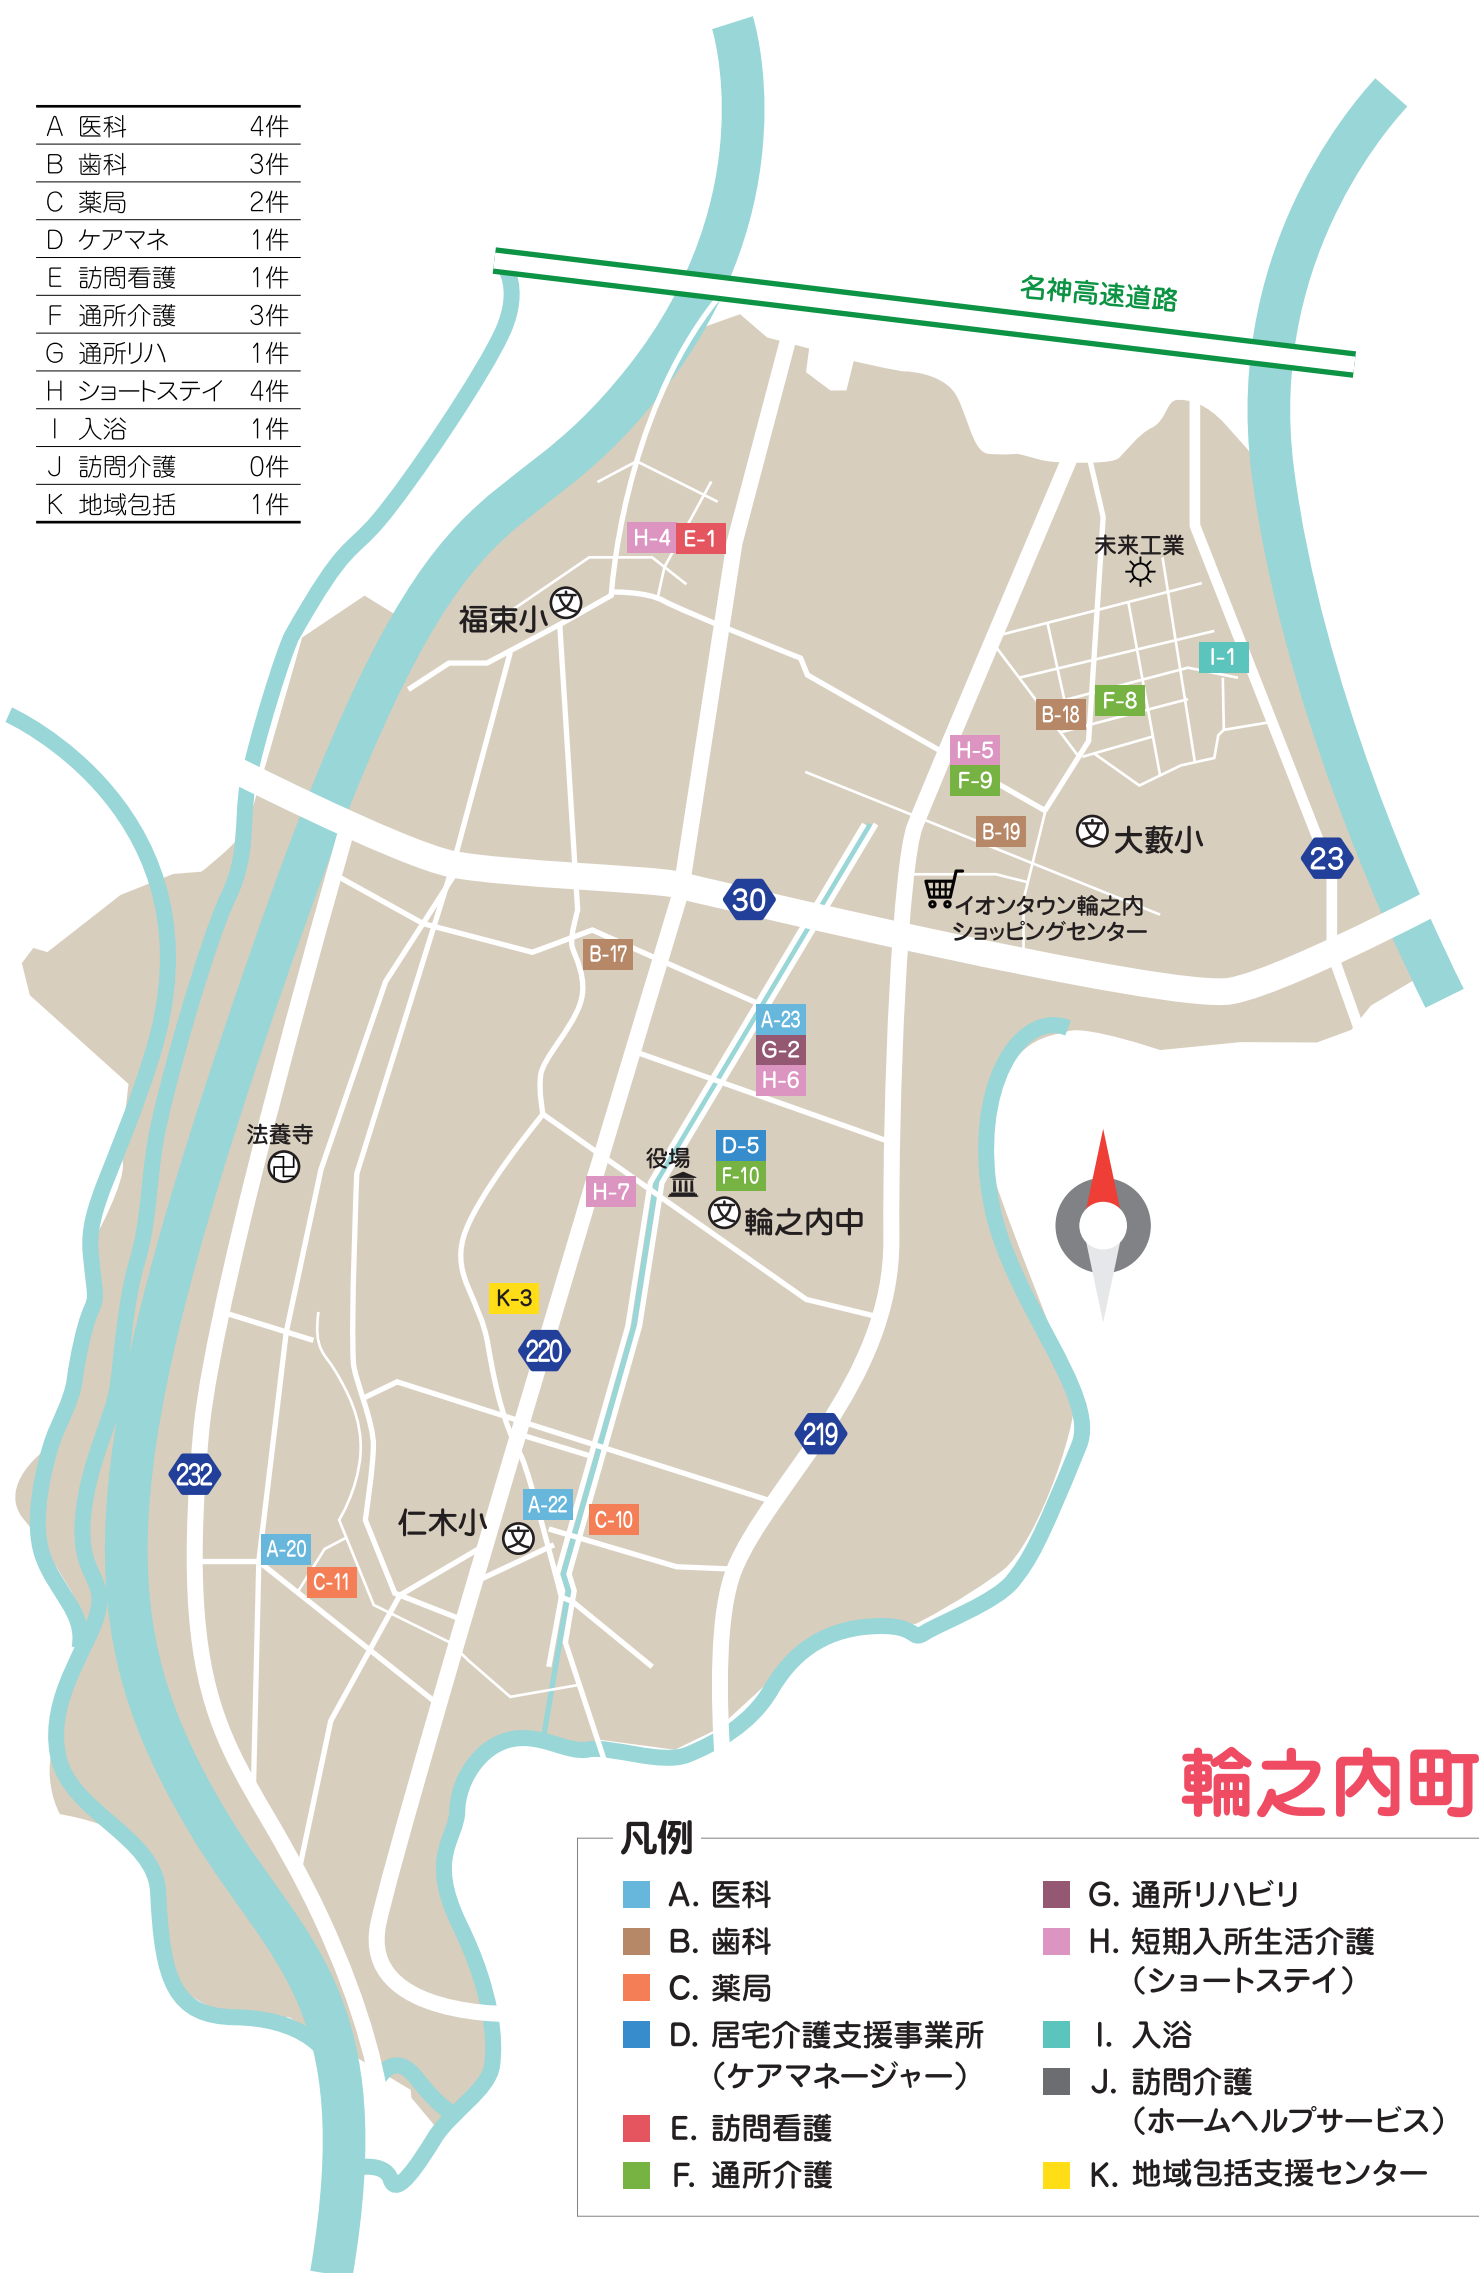 A 医科 4件
B 歯科 3件
C 薬局 2件
D ケアマネ 1件
E 訪問看護 1件
F 通所介護 3件
G 通所リハ 1件
H ショートステイ 4件
I 入浴 1件
J 訪問介護 0件
K 地域包括 1件
名神高速道路
H-4 E-1
未来工業
文
福束小
I-1
F-8
B-18
H-5
F-9
B-19
文
大藪小
23
30
イオンタウン輪之内
ショッピングセンター
B-17
A-23
G-2
H-6
法養寺
卍
役場
D-5
F-10
H-7
文
輪之内中
K-3
220
219
232
A-22
C-10
仁木小
文
A-20
C-11
輪之内町
凡例
A. 医科
B. 歯科
C. 薬局
D. 居宅介護支援事業所
（ケアマネージャー）
E. 訪問看護
F. 通所介護
G. 通所リハビリ
H. 短期入所生活介護
（ショートステイ）
I. 入浴
J. 訪問介護
（ホームヘルプサービス）
K. 地域包括支援センター